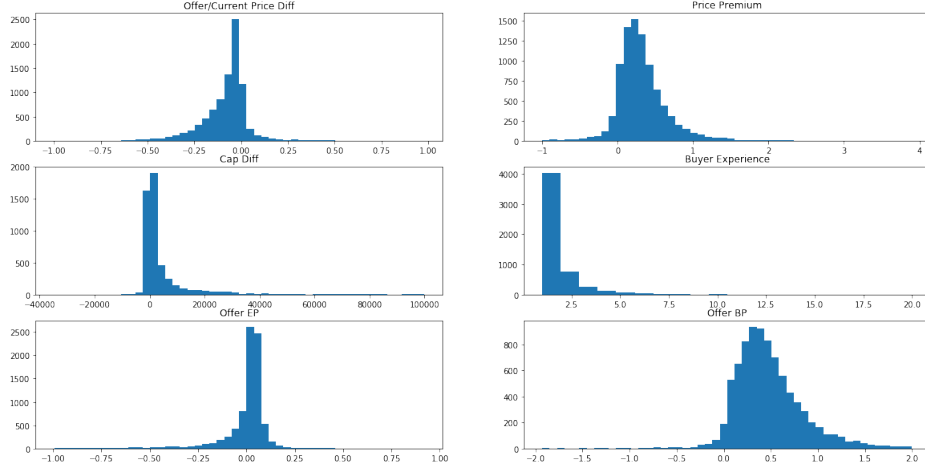 Offer/Current Price Diff
2500
2000
1500
1000
500
0
−1.00 −0.75 −0.50 −0.25 0.00 0.25 0.50 0.75 1.00
Price Premium
1500
1250
1000
750
500
250
0
−1 0 1 2 3 4
Cap Diff
2000
1500
1000
500
0
−40000 −20000 0 20000 40000 60000 80000 100000
Buyer Experience
4000
3000
2000
1000
0
2.5 5.0 7.5 10.0 12.5 15.0 17.5 20.0
Offer EP
2500
2000
1500
1000
500
0
−1.00 −0.75 −0.50 −0.25 0.00 0.25 0.50 0.75 1.00
Offer BP
800
600
400
200
0
−2.0 −1.5 −1.0 −0.5 0.0 0.5 1.0 1.5 2.0